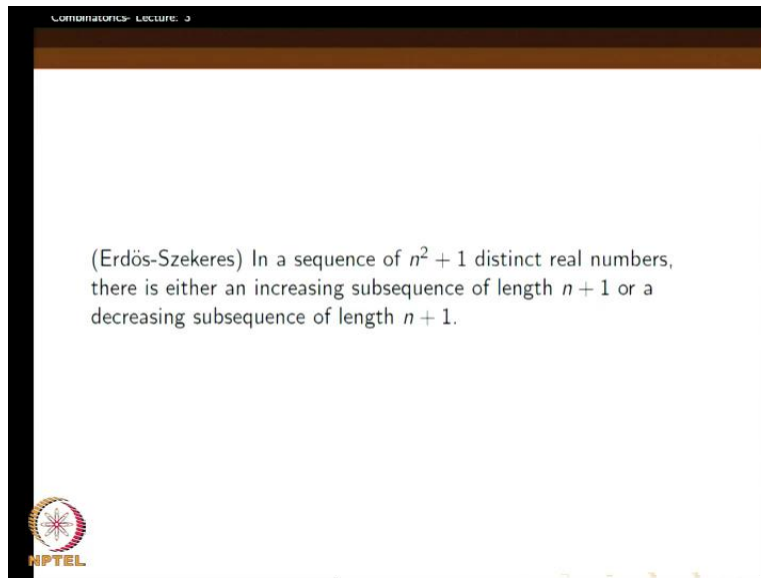 Combinatorics- Lecture: 3
(Erdös-Szekeres) In a sequence of n² + 1 distinct real numbers,
there is either an increasing subsequence of length n + 1 or a
decreasing subsequence of length n + 1.
NPTEL